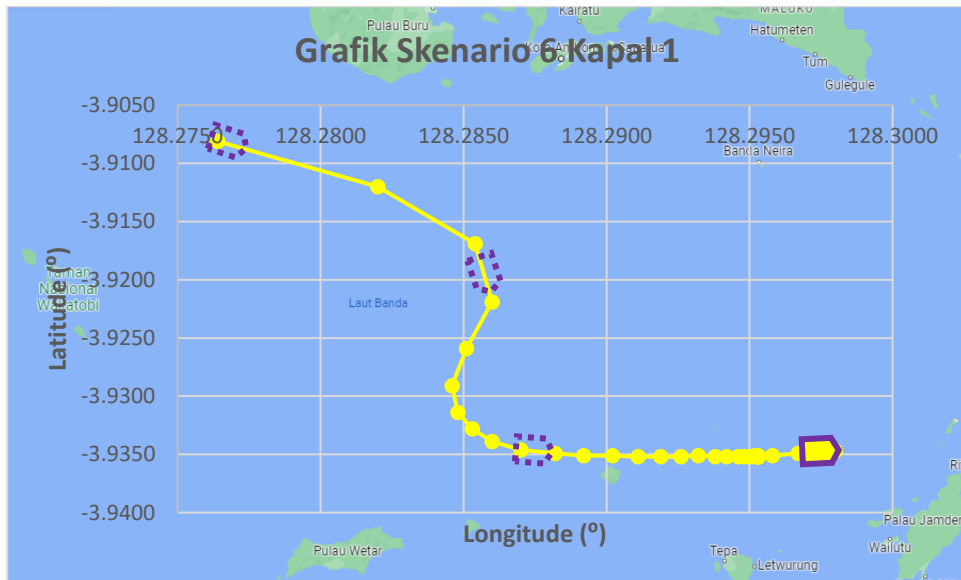 Pulau Buru
Kairatu
MALUKU
Hatumeten
Tum
Gulegule
Grafik Skenario 6 Kapal 1
-3.9050
128.2750
128.2800
128.2850
128.2900
128.2950
128.3000
Banda Neira
-3.9100
-3.9150
-3.9200
Taman
Nasional
Wakatobi
Laut Banda
-3.9250
-3.9300
-3.9350
-3.9400
Latitude (º)
Longitude (º)
Pulau Wetar
Tepa
Letwurung
Palau Jamden
Wailutu